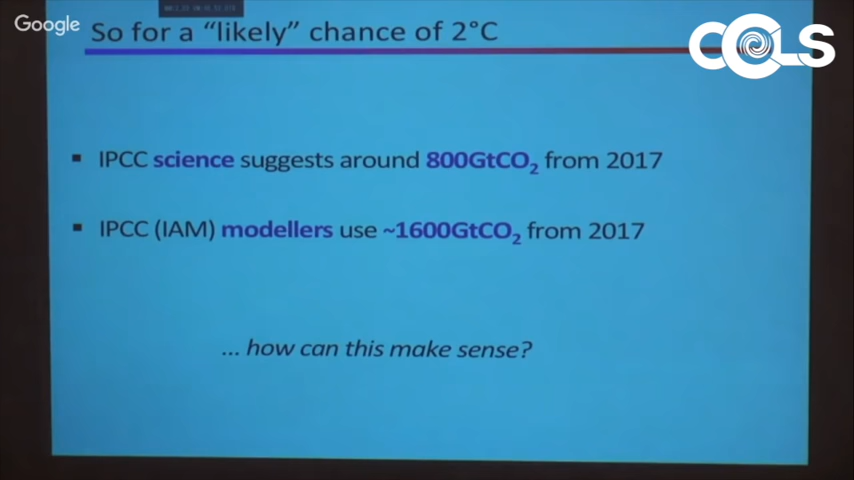 Google
So for a “likely” chance of 2°C
CCLS
▪ IPCC science suggests around 800GtCO₂ from 2017
▪ IPCC (IAM) modellers use ~1600GtCO₂ from 2017
... how can this make sense?